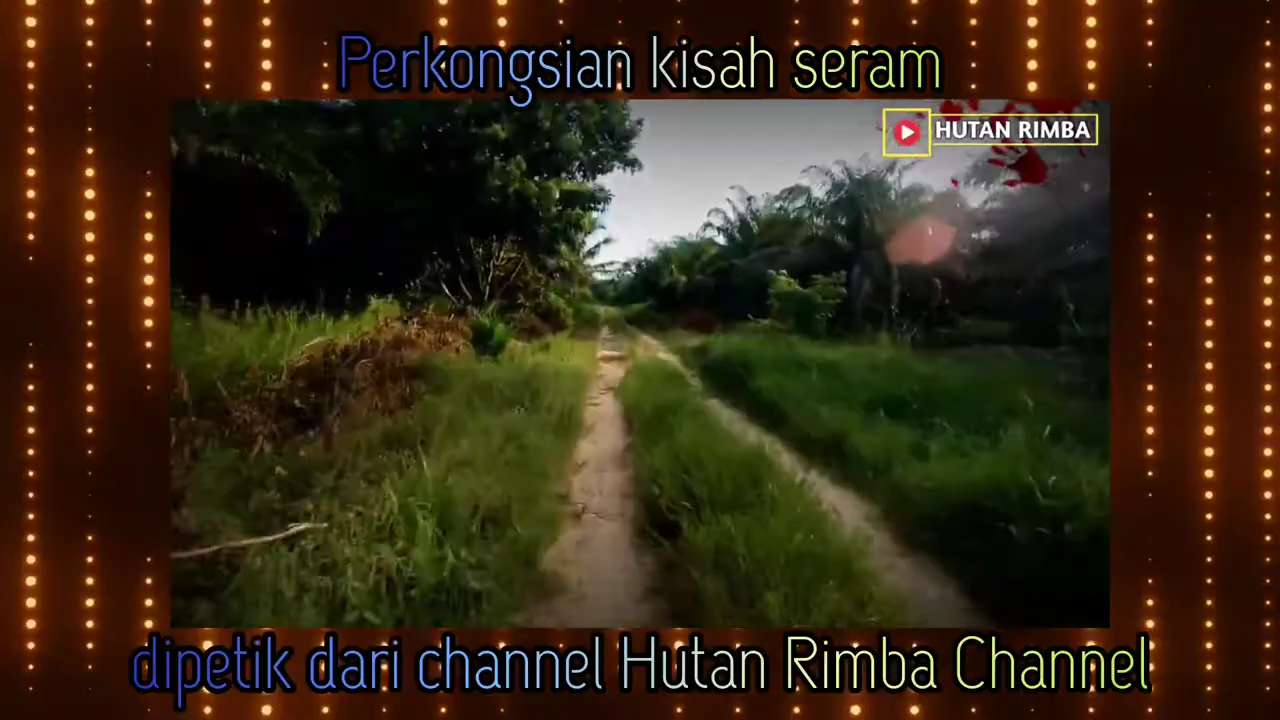 Perkongsian kisah seram
HUTAN RIMBA
dipetik dari channel Hutan Rimba Channel